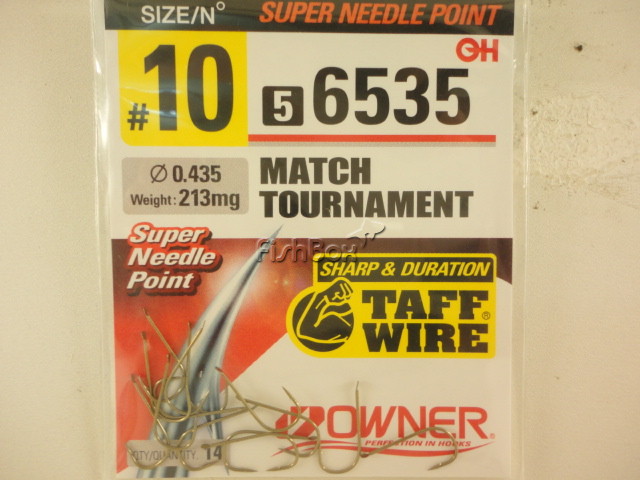 SIZE/N°
SUPER NEEDLE POINT
#10
5 6535
Ø 0.435
Weight: 213mg
MATCH
TOURNAMENT
Super
Needle
Point
FishBox
SHARP & DURATION
TAFF
WIRE®
OWNER®
PERFECTION IN HOOKS
QTY/QUANTITY. 14